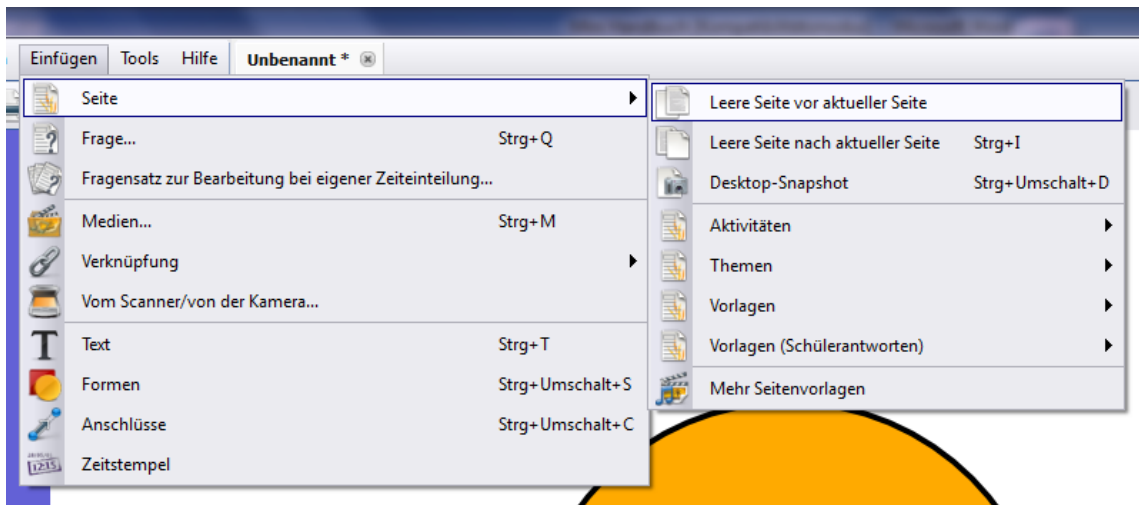 Einfügen Tools Hilfe Unbenannt *
Seite
Frage... Strg+Q
Fragensatz zur Bearbeitung bei eigener Zeiteinteilung...
Medien... Strg+M
Verknüpfung
Vom Scanner/von der Kamera...
Text Strg+T
Formen Strg+Umschalt+S
Anschlüsse Strg+Umschalt+C
Zeitstempel
Leere Seite vor aktueller Seite
Leere Seite nach aktueller Seite Strg+I
Desktop-Snapshot Strg+Umschalt+D
Aktivitäten
Themen
Vorlagen
Vorlagen (Schülerantworten)
Mehr Seitenvorlagen